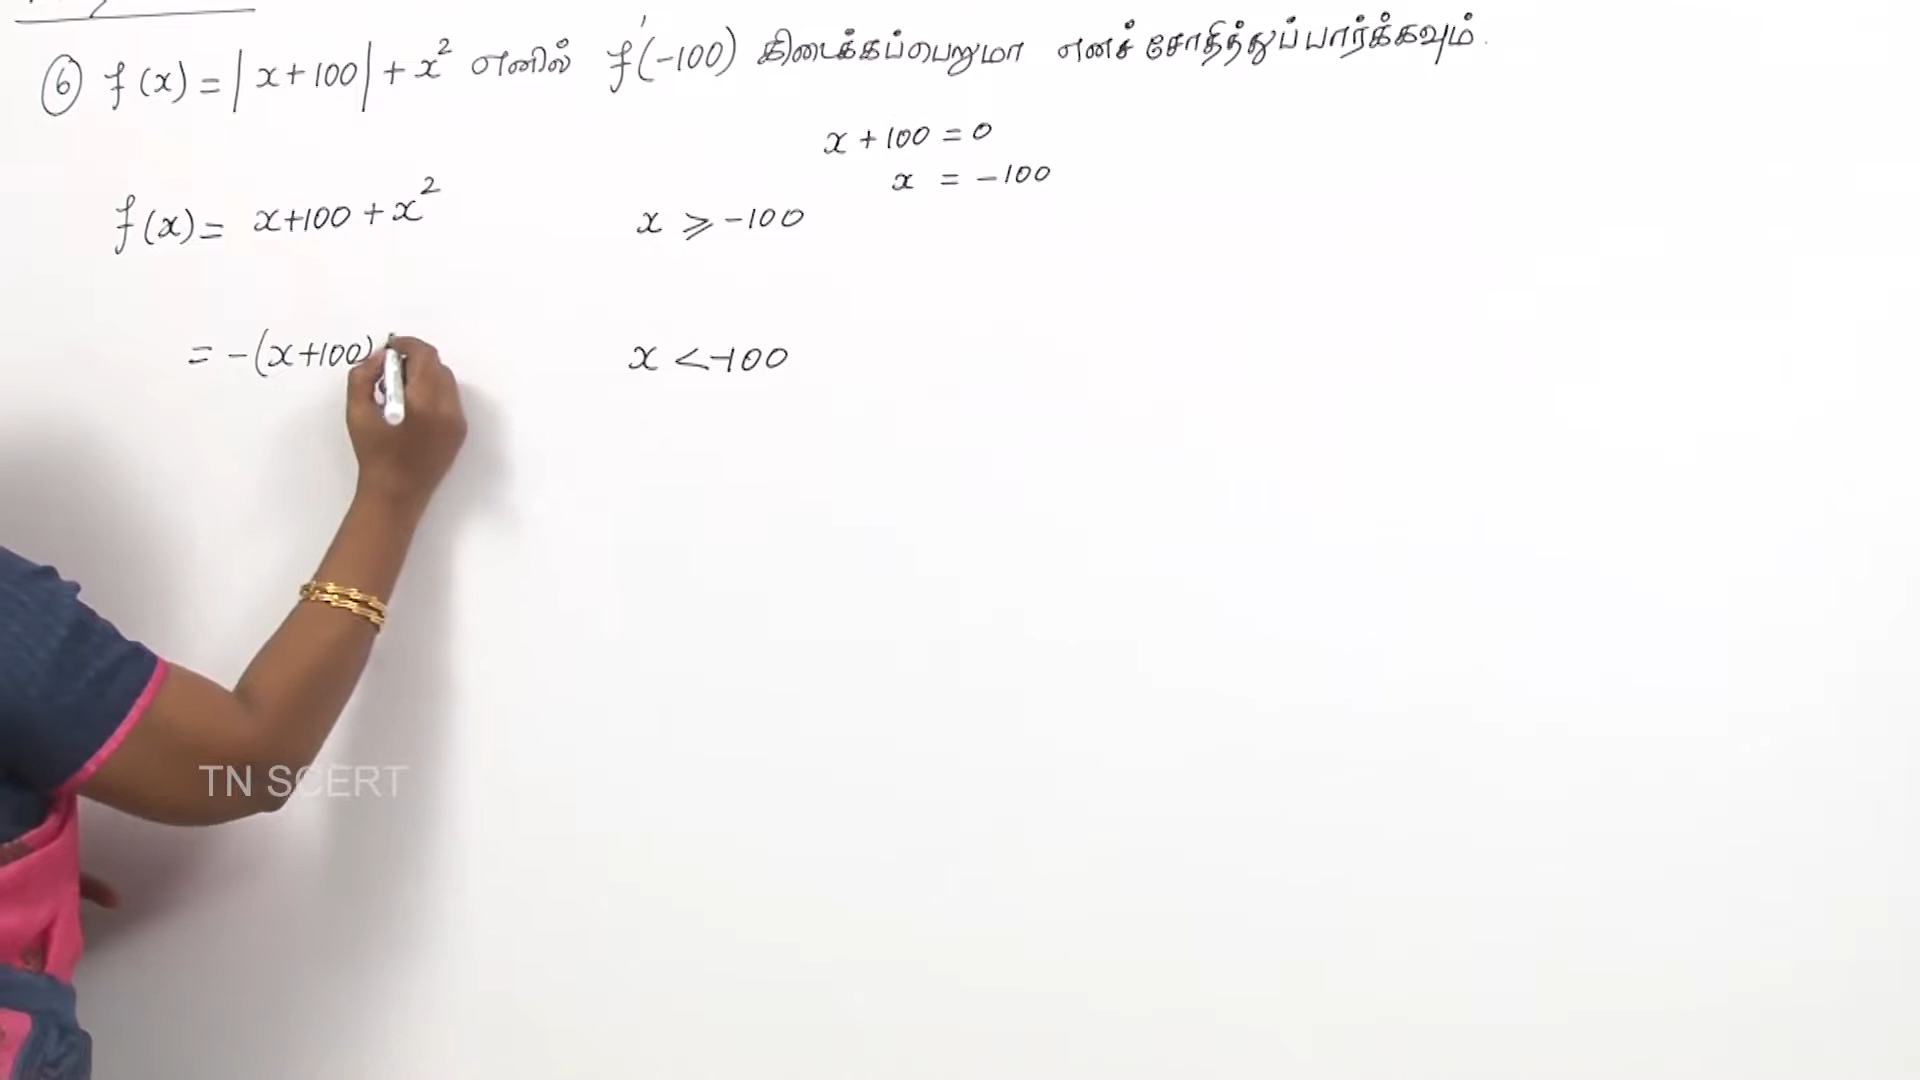 ⑥ f(x) = |x+100| + x² எனில் f'(-100) கிடைக்கப்பெறுமா எனச் சோதித்துப்பார்க்கவும்.
x + 100 = 0
x = -100
f(x) = x+100 + x² x ⩾ -100
= -(x+100) x < -100
TN SCERT